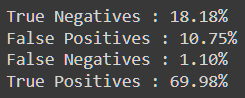 True Negatives : 18.18%
False Positives : 10.75%
False Negatives : 1.10%
True Positives : 69.98%